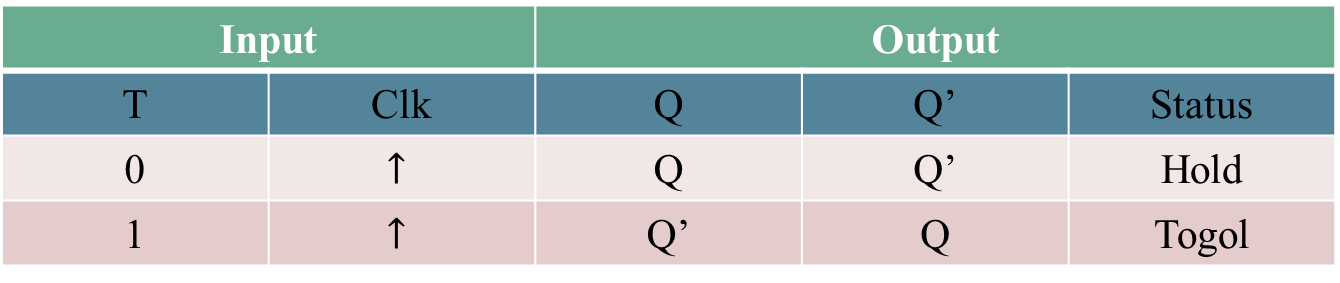 Input Output
T Clk Q Q’ Status
0 ↑ Q Q’ Hold
1 ↑ Q’ Q Togol